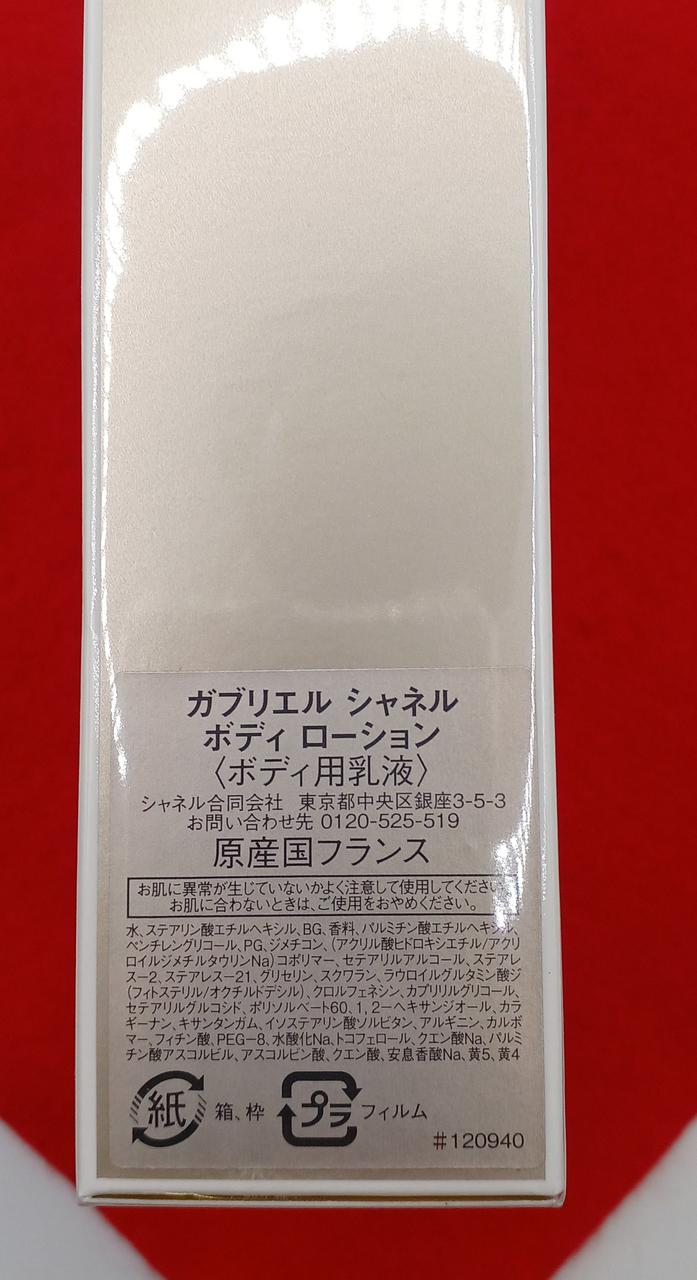 ガブリエル シャネル
ボディ ローション
〈ボディ用乳液〉
シャネル合同会社 東京都中央区銀座3-5-3
お問い合わせ先 0120-525-519
原産国フランス
お肌に異常が生じていないかよく注意して使用してください。
お肌に合わないときは、ご使用をおやめください。
水、ステアリン酸エチルヘキシル、BG、香料、パルミチン酸エチルヘキシル、
ペンチレングリコール、PG、ジメチコン、(アクリル酸ヒドロキシエチル/アクリ
ロイルジメチルタウリンNa)コポリマー、セテアリルアルコール、ステアレ
ス-2、ステアレス-21、グリセリン、スクワラン、ラウロイルグルタミン酸ジ
(フィトステリル/オクチルドデシル)、クロルフェネシン、カプリリルグリコール、
セテアリルグルコシド、ポリソルベート60、1,2-ヘキサンジオール、カラ
ギーナン、キサンタンガム、イソステアリン酸ソルビタン、アルギニン、カルボ
マー、フィチン酸、PEG-8、水酸化Na、トコフェロール、クエン酸Na、パルミ
チン酸アスコルビル、アスコルビン酸、クエン酸、安息香酸Na、黄5、黄4
紙 箱、枠 プラ フィルム
#120940